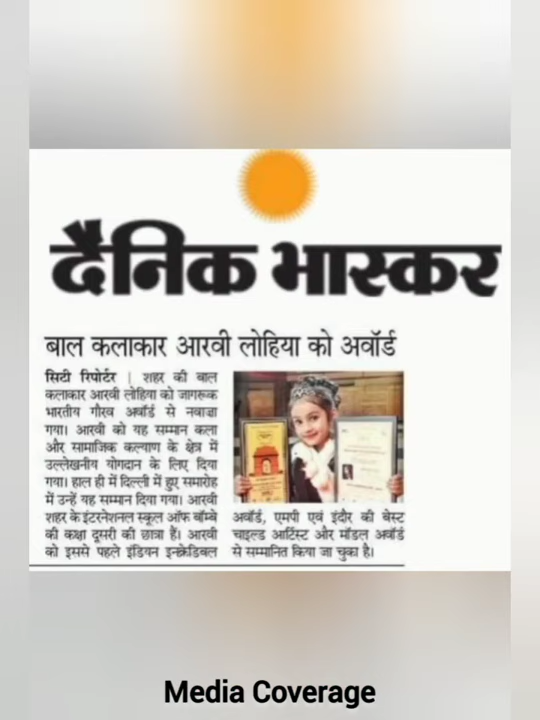 दैनिक भास्कर
बाल कलाकार आरवी लोहिया को अवॉर्ड
सिटी रिपोर्टर | शहर की बाल
कलाकार आरवी लोहिया को जागरूक
भारतीय गौरव अवॉर्ड से नवाजा
गया। आरवी को यह सम्मान कला
और सामाजिक कल्याण के क्षेत्र में
उल्लेखनीय योगदान के लिए दिया
गया। हाल ही में दिल्ली में हुए समारोह
में उन्हें यह सम्मान दिया गया। आरवी
शहर के इंटरनेशनल स्कूल ऑफ बॉम्बे
की कक्षा दूसरी की छात्रा हैं। आरवी
को इससे पहले इंडियन इन्क्रेडिबल
अवॉर्ड, एमपी एवं इंदौर की बेस्ट
चाइल्ड आर्टिस्ट और मॉडल अवॉर्ड
से सम्मानित किया जा चुका है।
Media Coverage